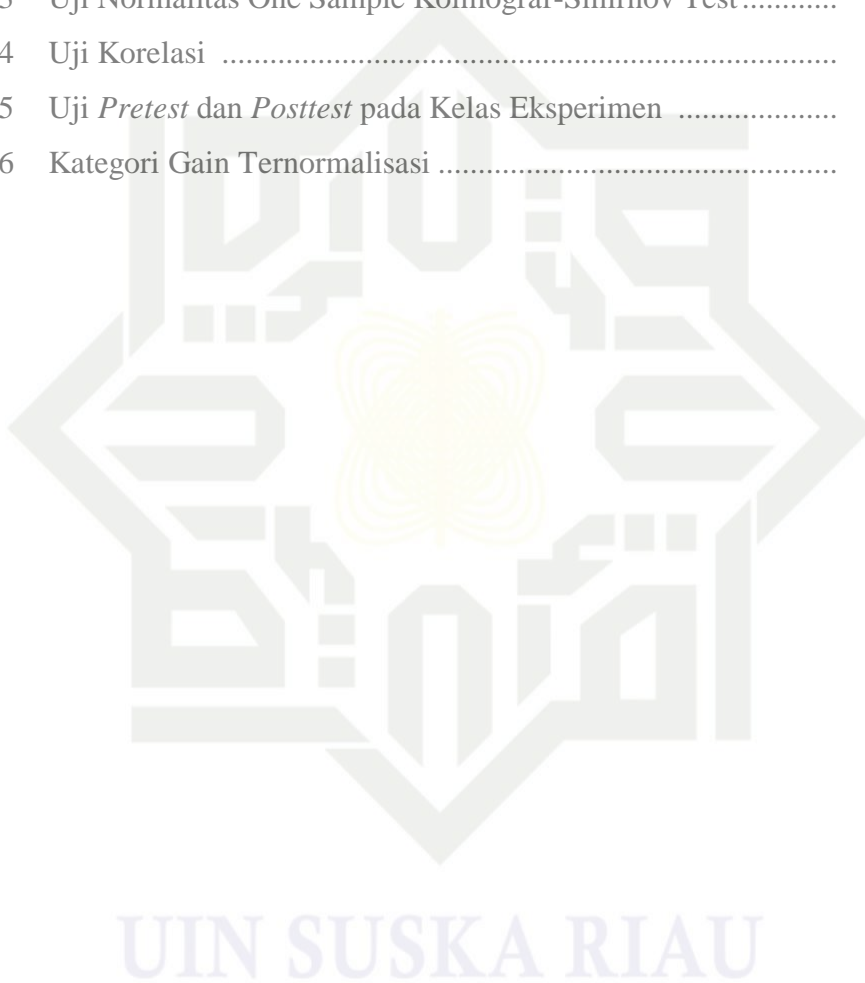 Uji Normalitas One Sample Kolmograf-Smirnov Test............
4 Uji Korelasi ............................................................................
5 Uji Pretest dan Posttest pada Kelas Eksperimen ....................
6 Kategori Gain Ternormalisasi .................................................
UIN SUSKA RIAU